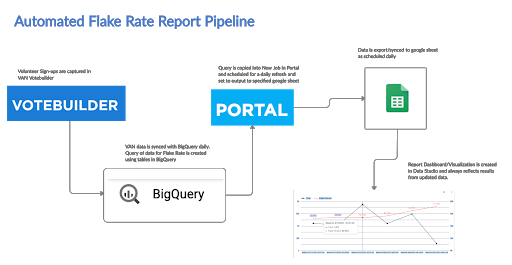 Automated Flake Rate Report Pipeline
Data is export/synced to google sheet
as scheduled daily
Query is copied into New Job in Portal
and scheduled for a daily refresh and
set to output to specified google sheet
Volunteer Sign-ups are captured in
VAN Votebuilder
VOTEBUILDER
PORTAL
VAN data is synced with BigQuery daily.
Query of data for Flake Rate is created
using tables in BigQuery
BigQuery
Report Dashboard/Visualization is created
in Data Studio and always reflects results
from updated data.